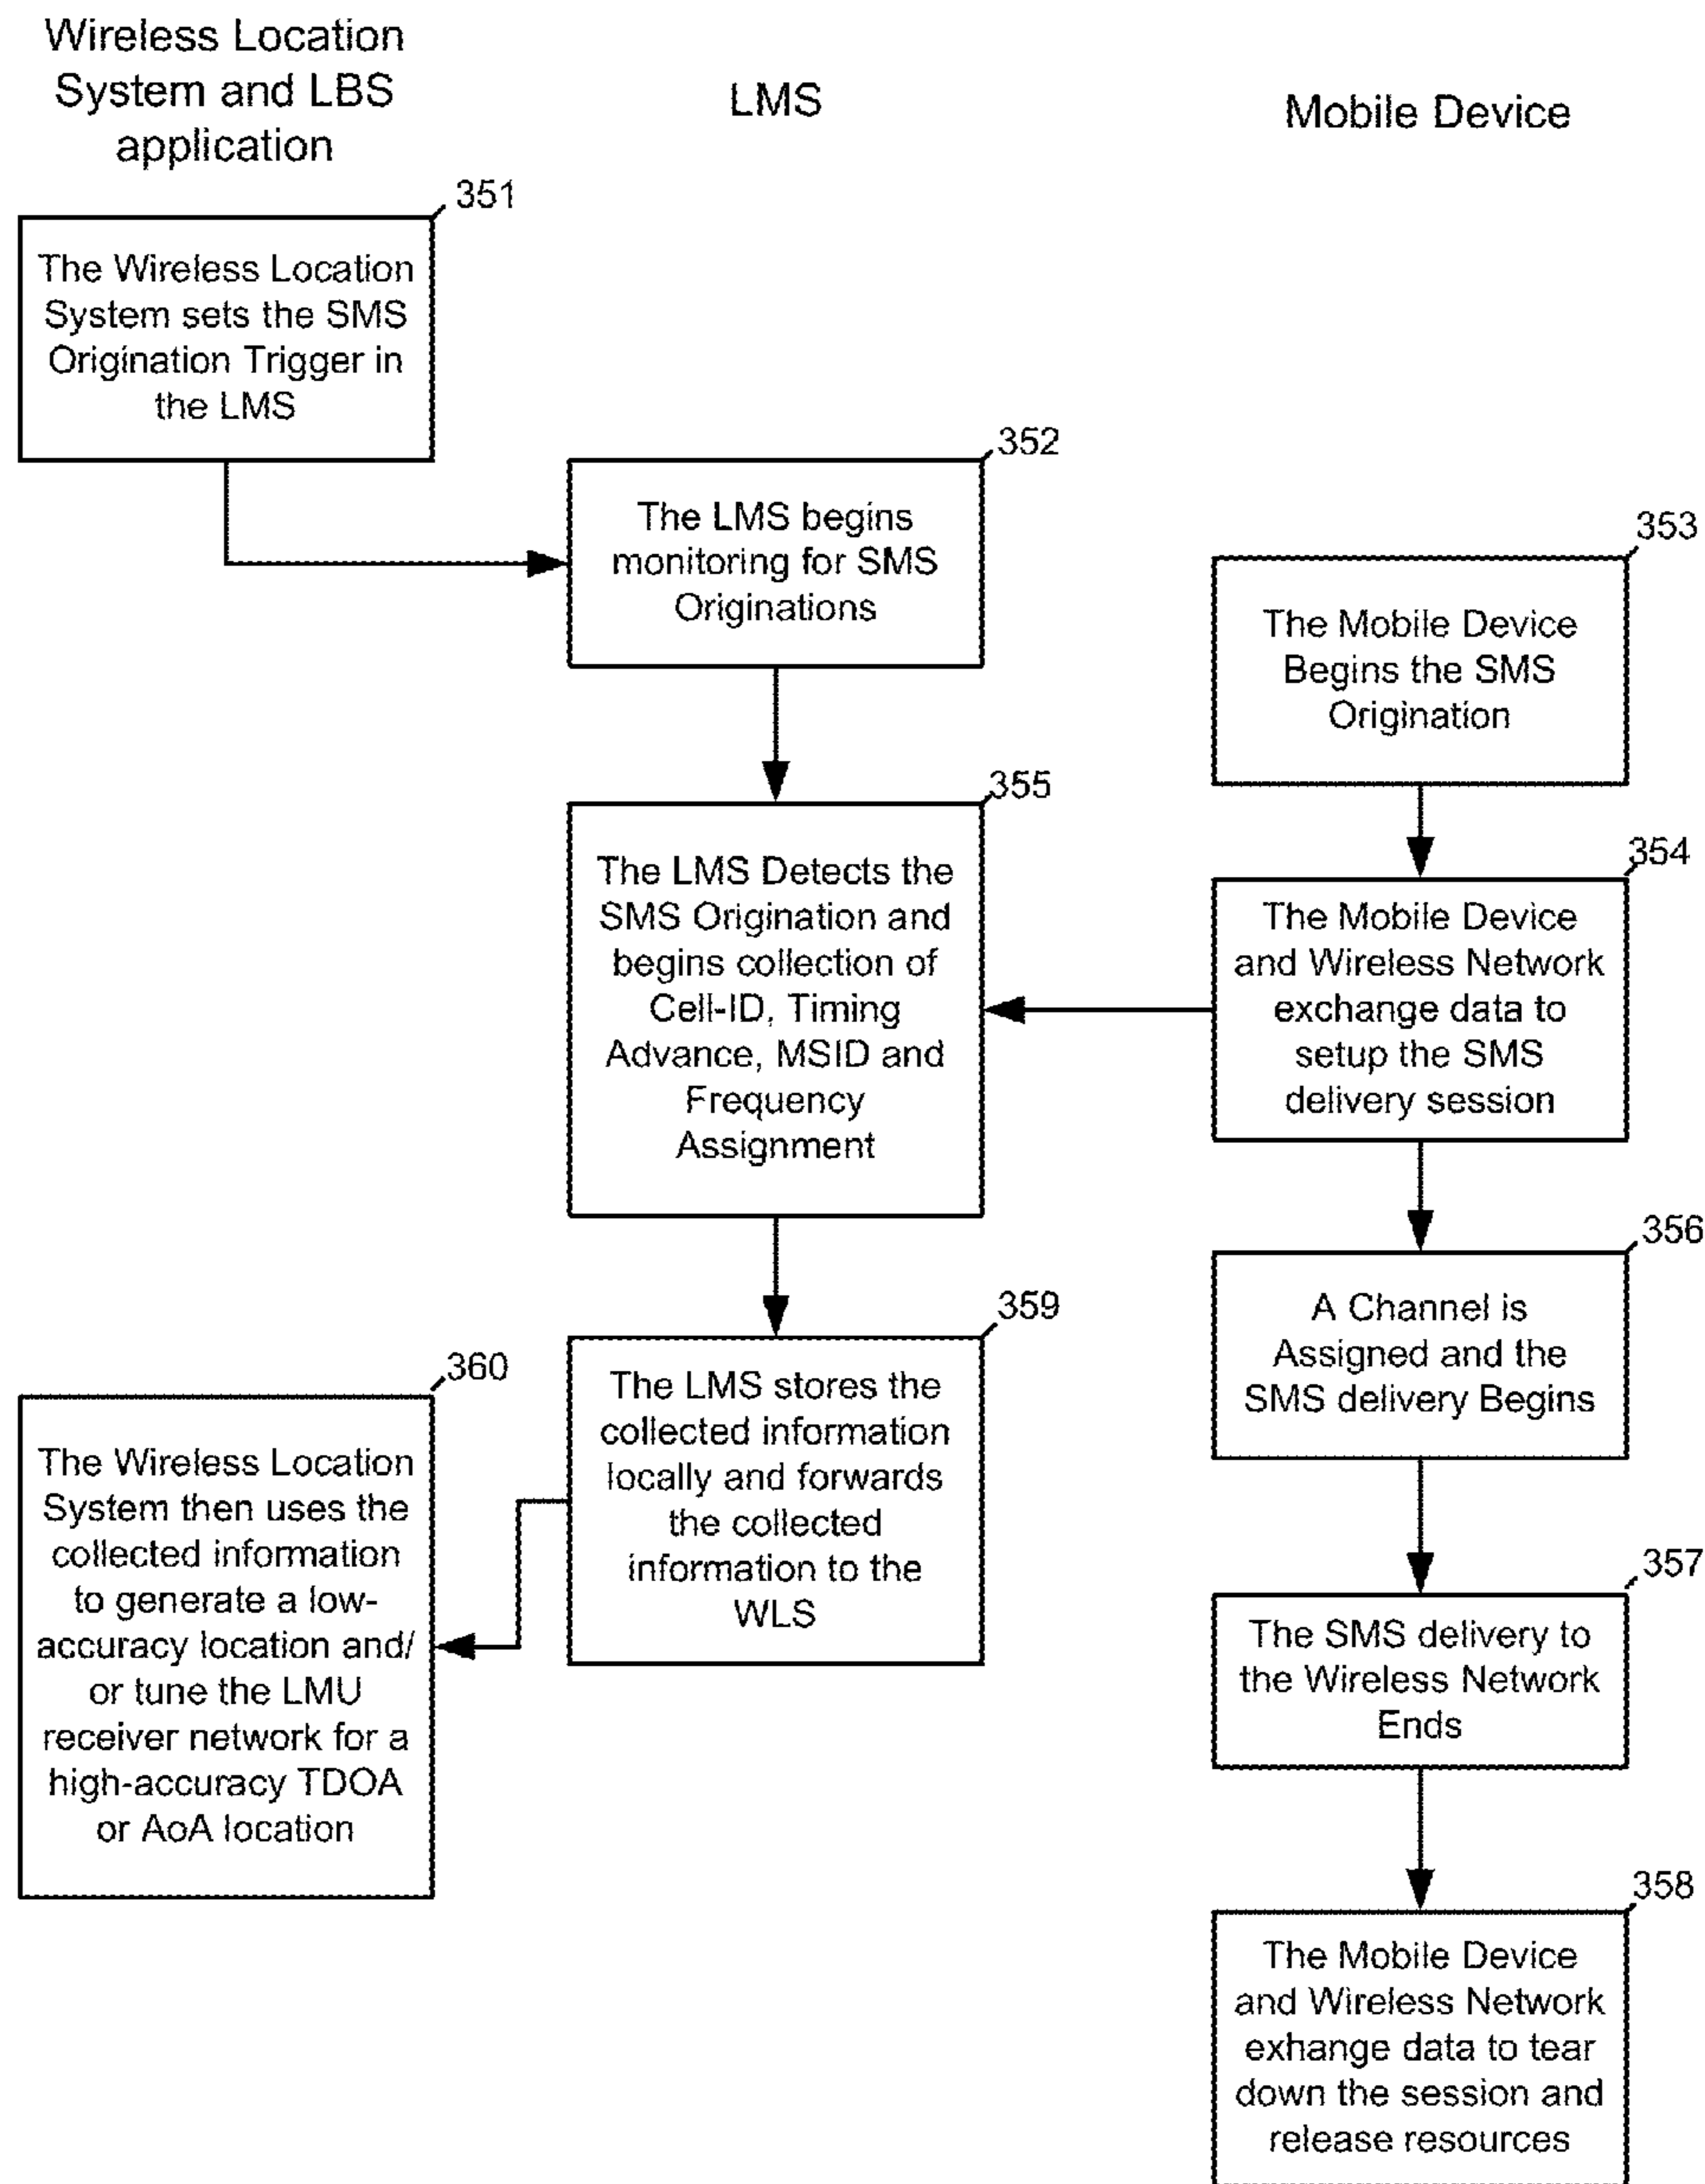 Wireless Location
System and LBS
application
LMS
Mobile Device
351
The Wireless Location
System sets the SMS
Origination Trigger in
the LMS
352
The LMS begins
monitoring for SMS
Originations
353
The Mobile Device
Begins the SMS
Origination
355
The LMS Detects the
SMS Origination and
begins collection of
Cell-ID, Timing
Advance, MSID and
Frequency
Assignment
354
The Mobile Device
and Wireless Network
exchange data to
setup the SMS
delivery session
356
A Channel is
Assigned and the
SMS delivery Begins
359
The LMS stores the
collected information
locally and forwards
the collected
information to the
WLS
360
The Wireless Location
System then uses the
collected information
to generate a low-
accuracy location and/
or tune the LMU
receiver network for a
high-accuracy TDOA
or AoA location
357
The SMS delivery to
the Wireless Network
Ends
358
The Mobile Device
and Wireless Network
exhange data to tear
down the session and
release resources